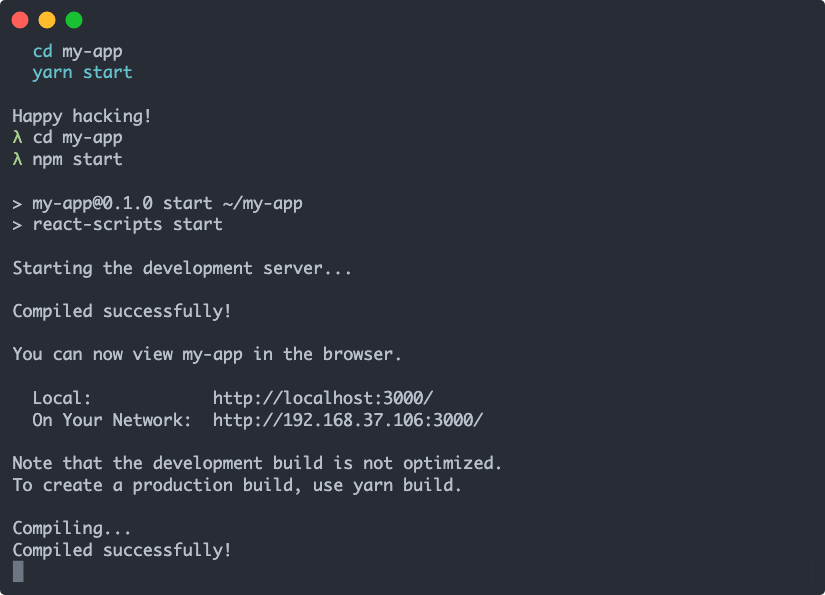 cd my-app
yarn start
Happy hacking!
λ cd my-app
λ npm start
> my-app@0.1.0 start ~/my-app
> react-scripts start
Starting the development server...
Compiled successfully!
You can now view my-app in the browser.
Local: http://localhost:3000/
On Your Network: http://192.168.37.106:3000/
Note that the development build is not optimized.
To create a production build, use yarn build.
Compiling...
Compiled successfully!